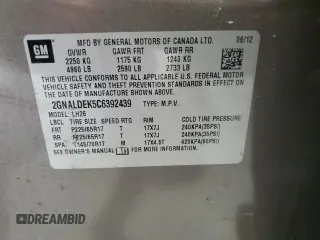 GM
MFD BY GENERAL MOTORS OF CANADA LTD. 06/12
GVWR GAWR FRT GAWR RR
2250 KG 1175 KG 1240 KG
4960 LB 2590 LB 2733 LB
THIS VEHICLE CONFORMS TO ALL APPLICABLE U.S. FEDERAL MOTOR
VEHICLE SAFETY, BUMPER, AND THEFT PREVENTION STANDARDS IN
EFFECT ON THE DATE OF MANUFACTURE SHOWN ABOVE.
2GNALDEK5C6392439 TYPE: M.P.V.
MODEL: LH26
LBCL TIRE SIZE SPEED RTG RIM COLD TIRE PRESSURE
FRT P225/65R17 T 17X7J 240KPA(35PSI)
RR P225/65R17 T 17X7J 240KPA(35PSI)
SPA T145/70R17 M 17X4.5T 420KPA(60PSI)
SEE OWNER'S MANUAL
DREAMBID
DREAMBID.COM